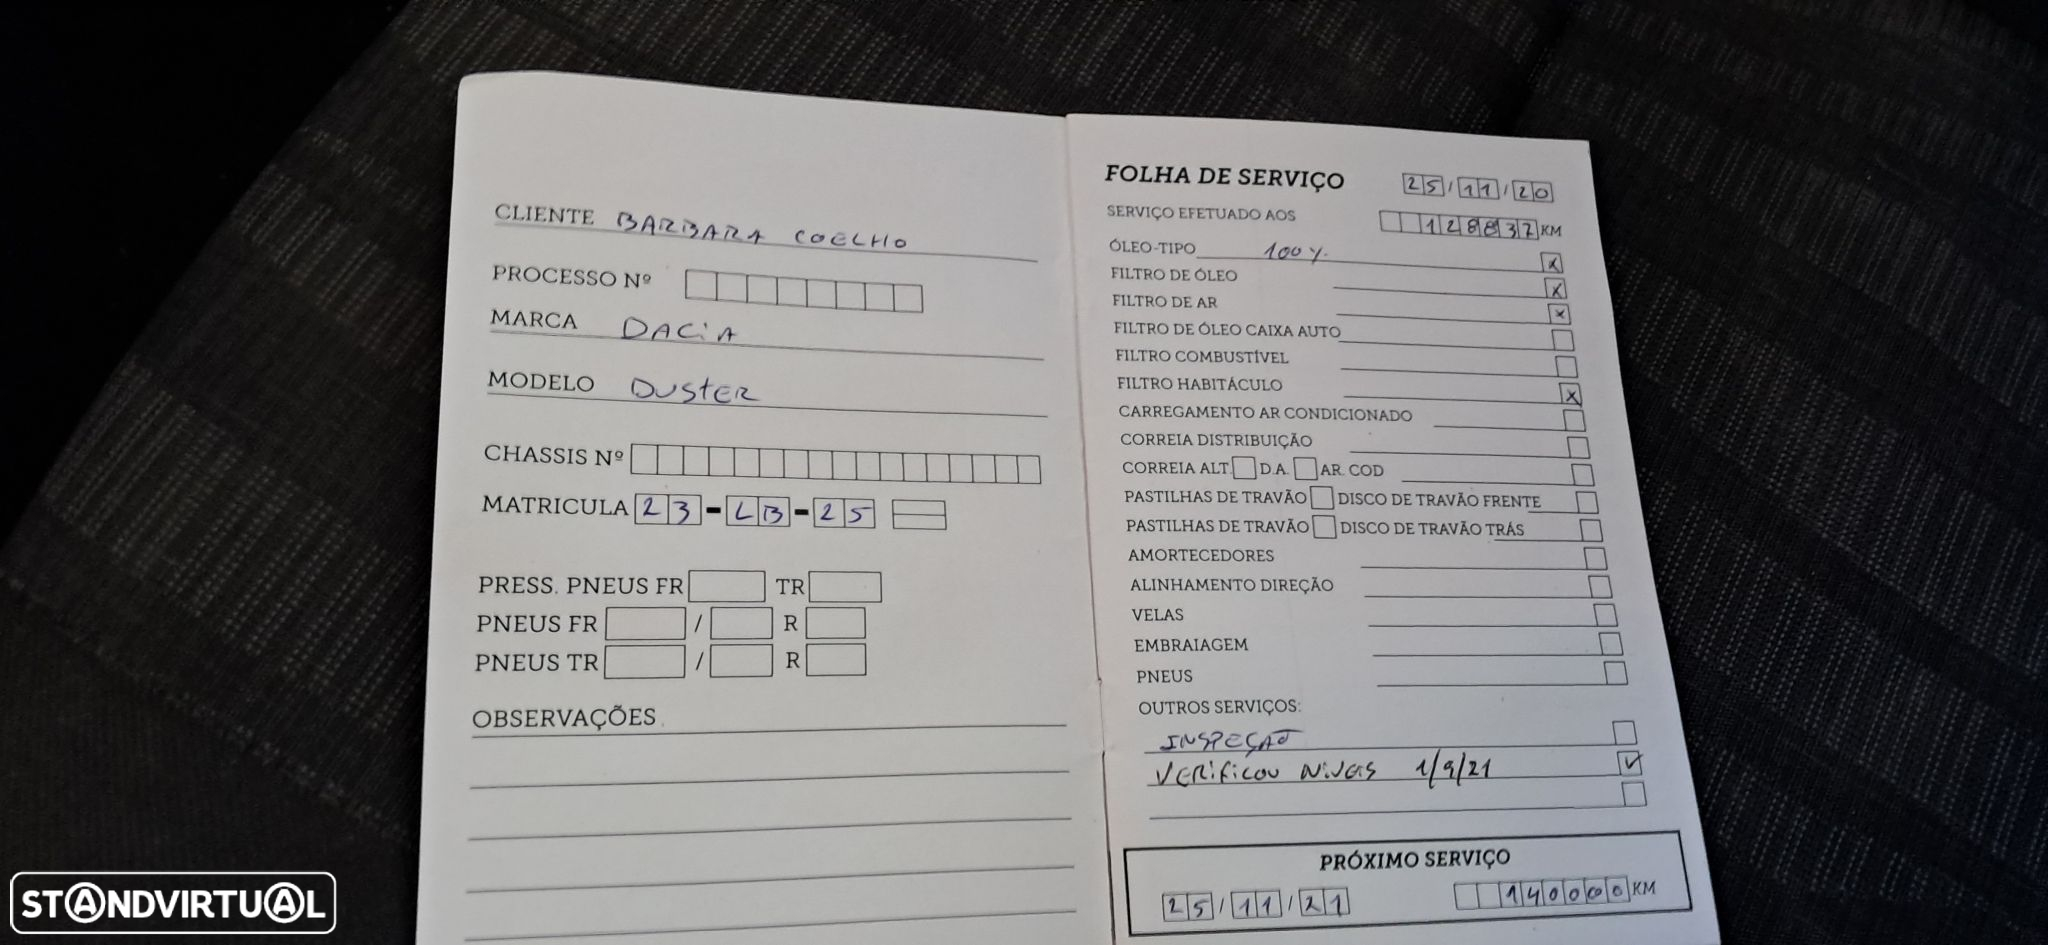 CLIENTE BARBARA COELHO
PROCESSO Nº
MARCA DACiA
MODELO DUSTER
CHASSIS Nº
MATRICULA 23-LB-25
PRESS. PNEUS FR TR
PNEUS FR / R
PNEUS TR / R
OBSERVAÇÕES
FOLHA DE SERVIÇO 25/11/20
SERVIÇO EFETUADO AOS 128837 KM
ÓLEO-TIPO 100% X
FILTRO DE ÓLEO X
FILTRO DE AR X
FILTRO DE ÓLEO CAIXA AUTO
FILTRO COMBUSTÍVEL
FILTRO HABITÁCULO X
CARREGAMENTO AR CONDICIONADO
CORREIA DISTRIBUIÇÃO
CORREIA ALT. D.A. AR. COD
PASTILHAS DE TRAVÃO DISCO DE TRAVÃO FRENTE
PASTILHAS DE TRAVÃO DISCO DE TRAVÃO TRÁS
AMORTECEDORES
ALINHAMENTO DIREÇÃO
VELAS
EMBRAIAGEM
PNEUS
OUTROS SERVIÇOS:
INSPEÇÃO
VERIFICOU NIVEIS 1/9/21 ✓
PRÓXIMO SERVIÇO
25/11/21 140000 KM
STANDVIRTUAL